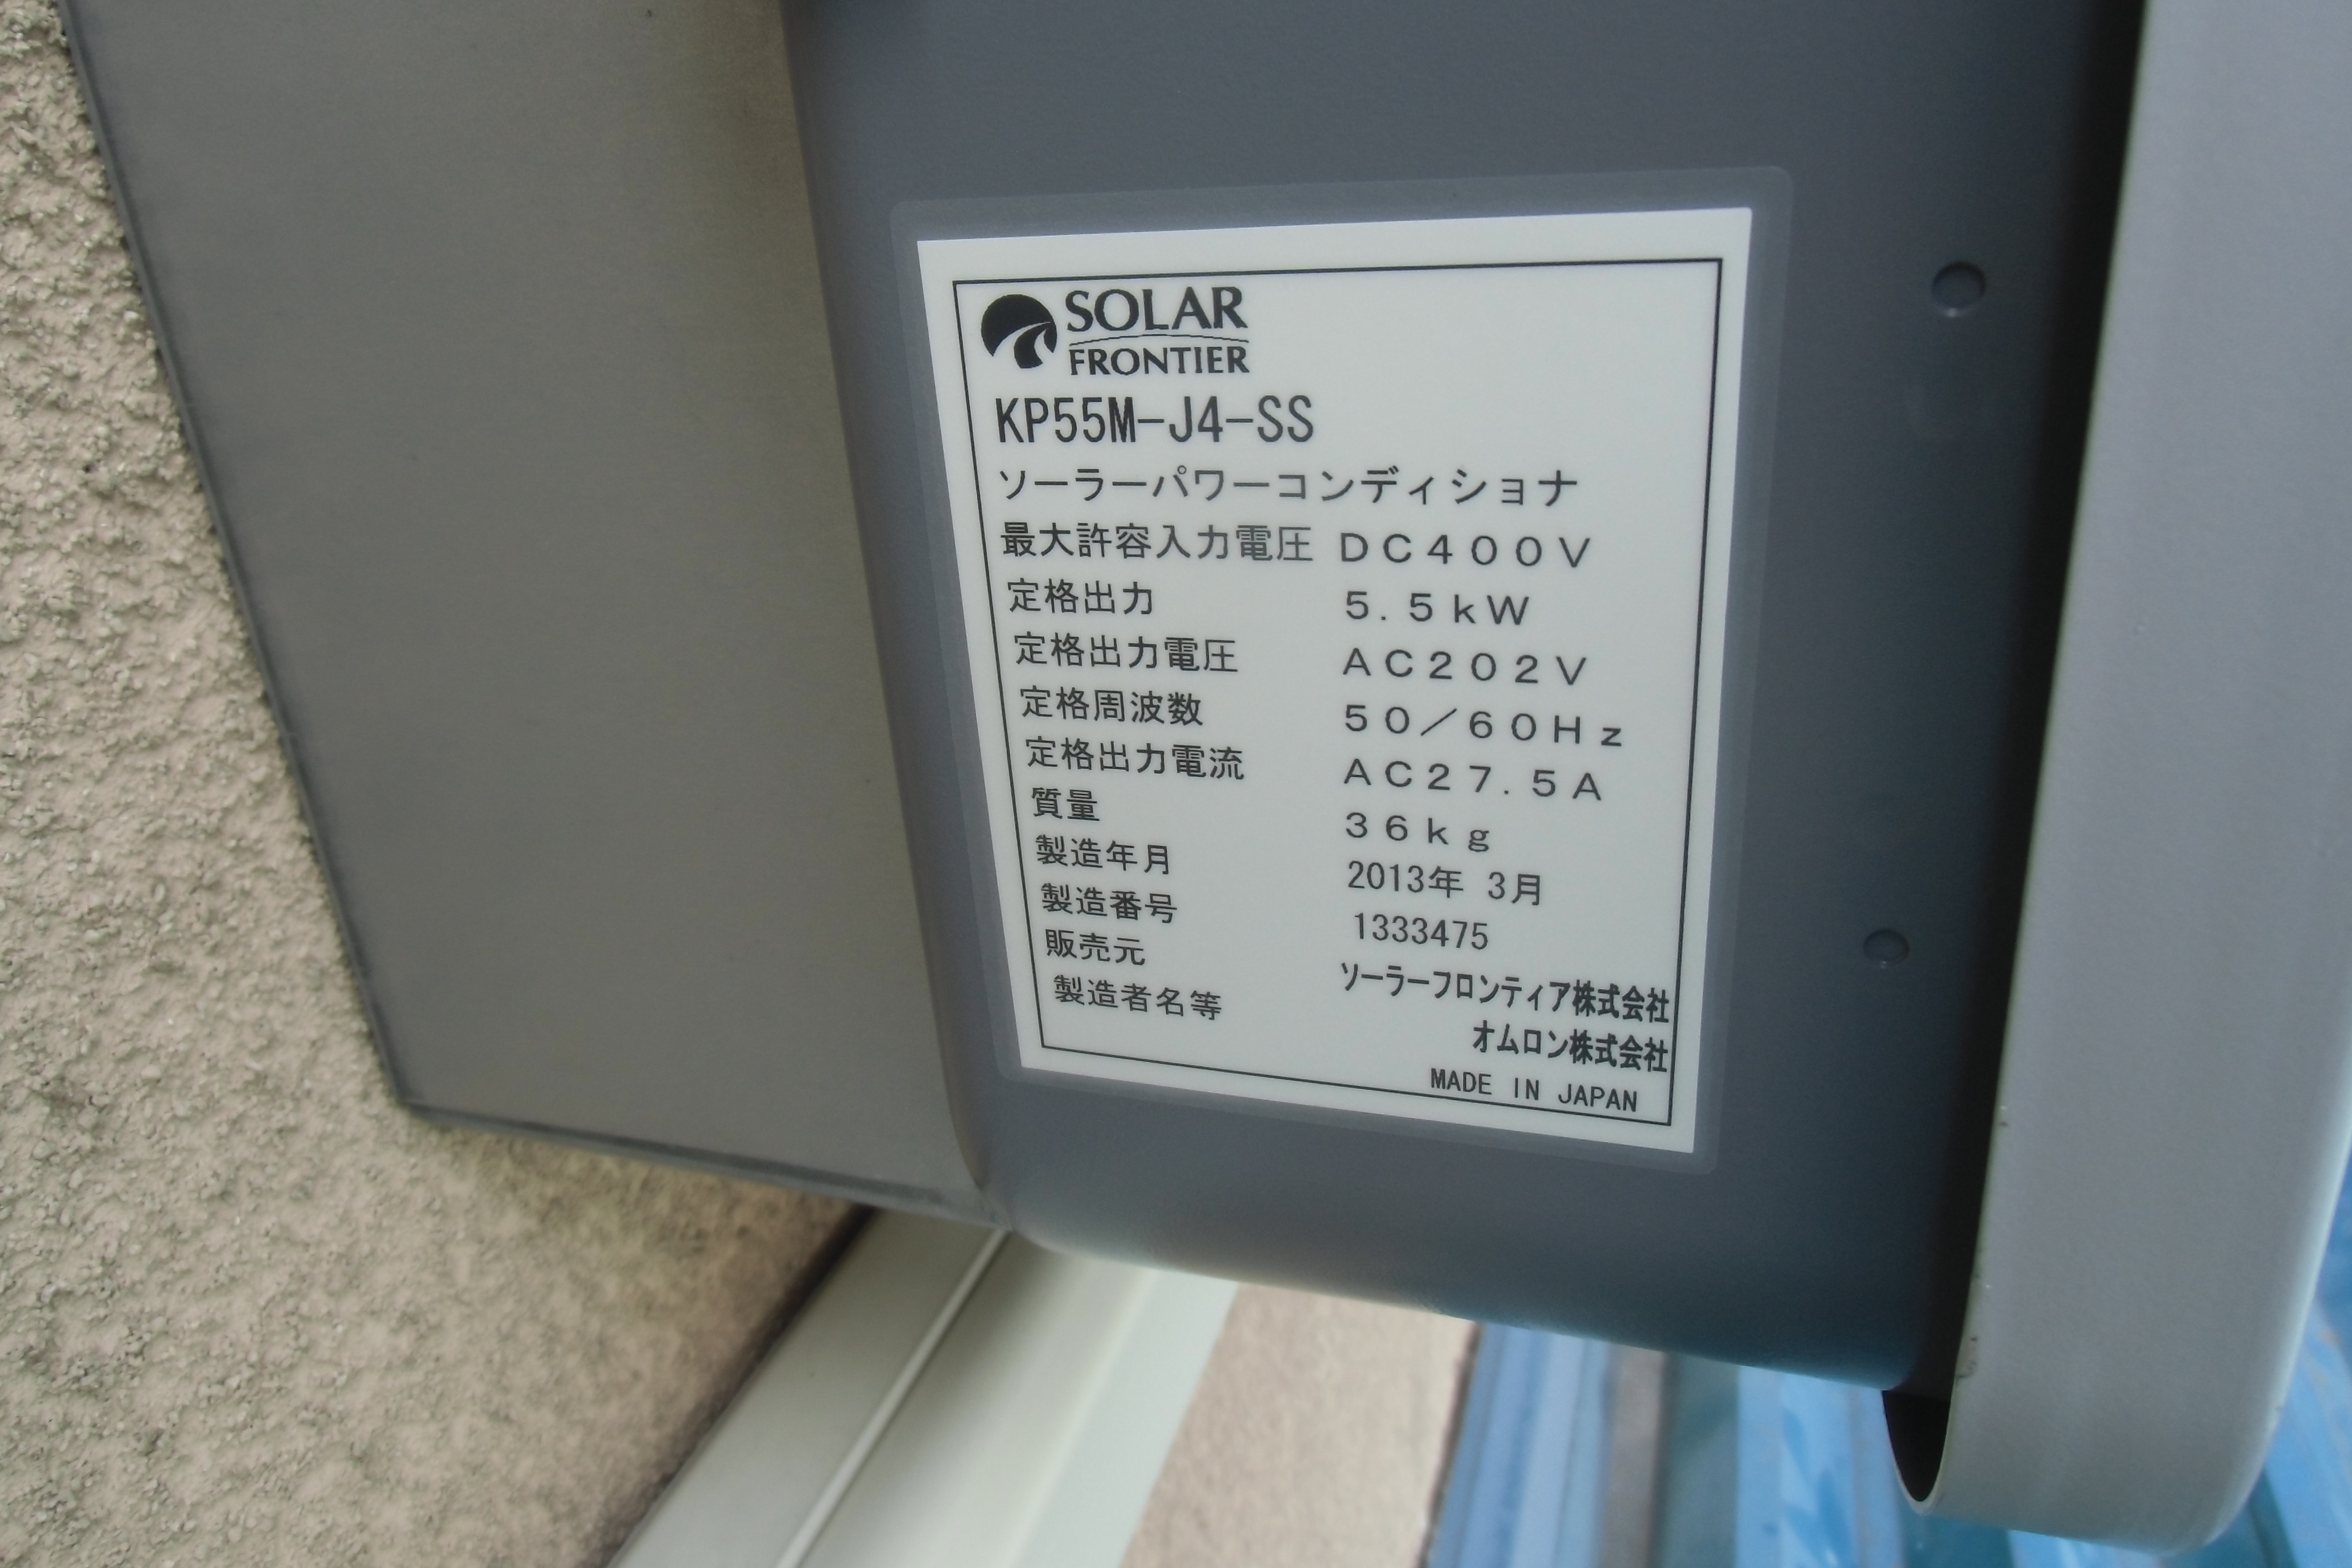 SOLAR
FRONTIER
KP55M-J4-SS
ソーラーパワーコンディショナ
最大許容入力電圧 DC400V
定格出力 5.5kW
定格出力電圧 AC202V
定格周波数 50/60Hz
定格出力電流 AC27.5A
質量 36kg
製造年月 2013年 3月
製造番号 1333475
販売元 ソーラーフロンティア株式会社
製造者名等 オムロン株式会社
MADE IN JAPAN